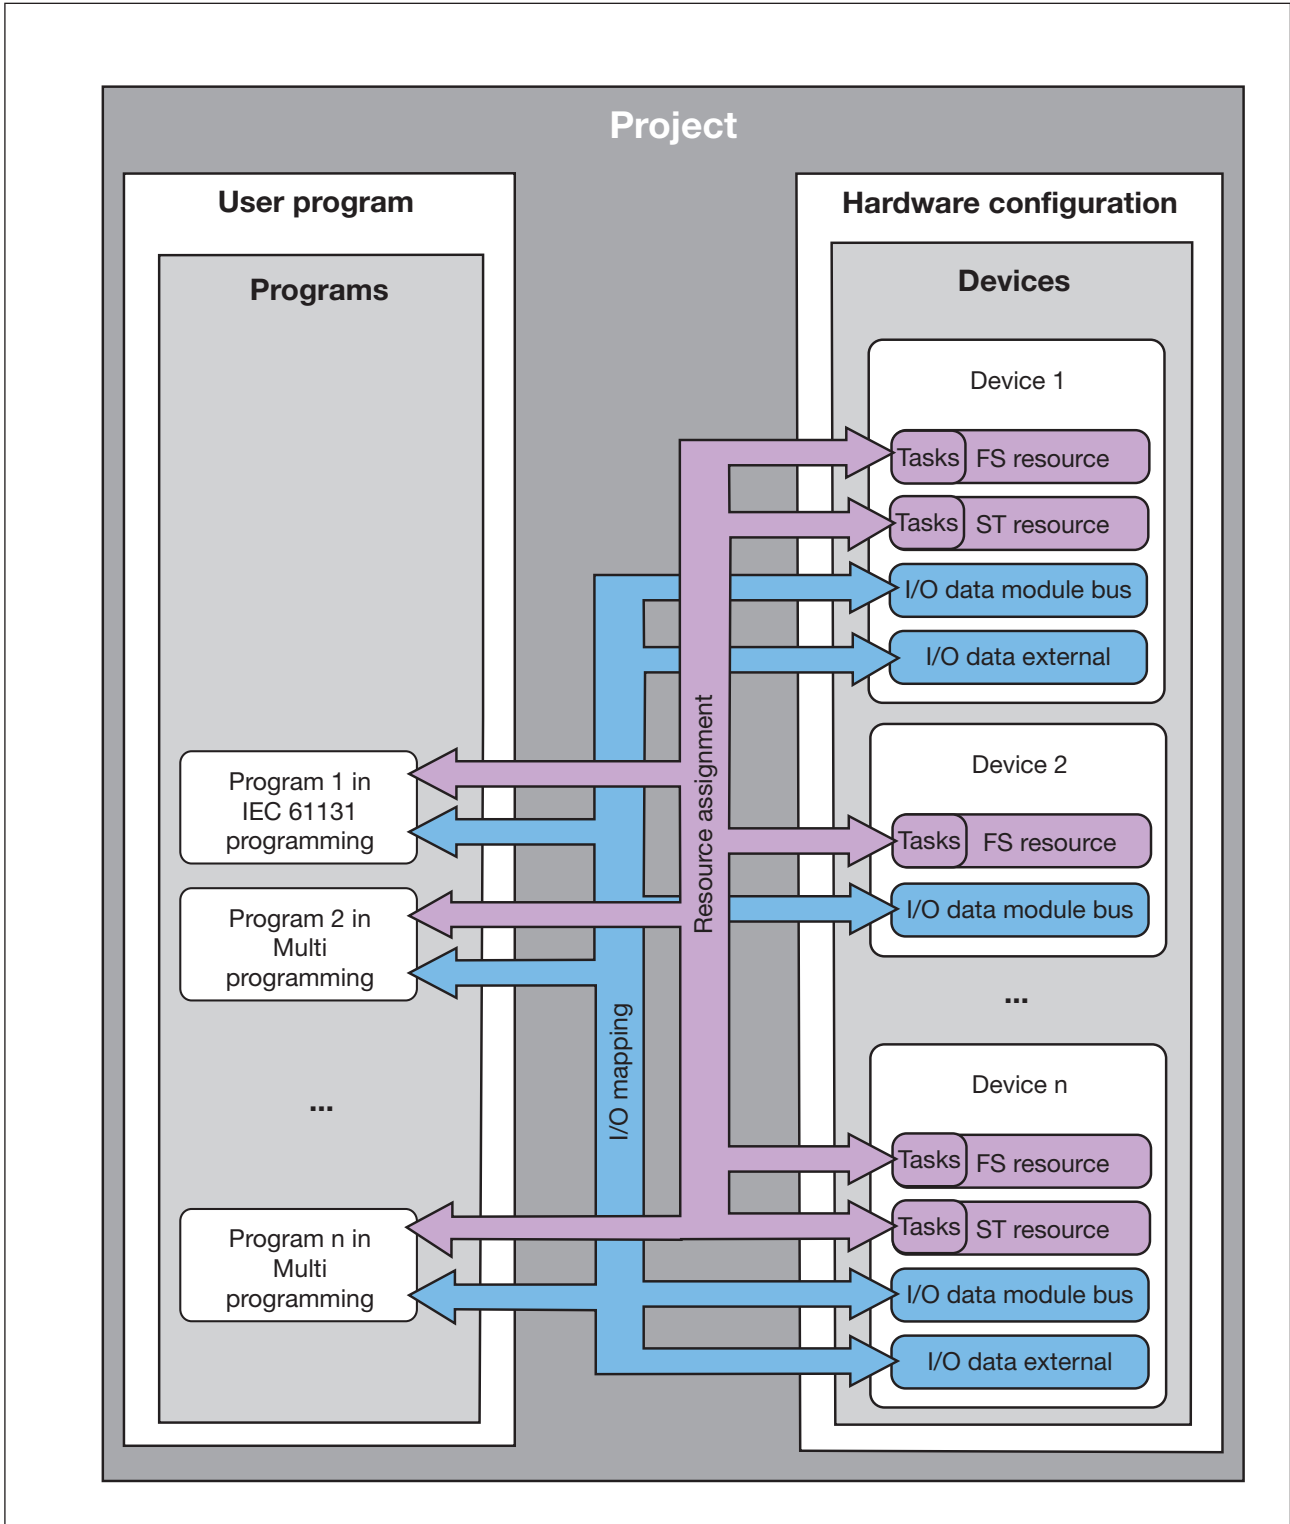 Project
User program
Programs
Program 1 in
IEC 61131
programming
Program 2 in
Multi
programming
...
Program n in
Multi
programming
I/O mapping
Resource assignment
Hardware configuration
Devices
Device 1
Tasks FS resource
Tasks ST resource
I/O data module bus
I/O data external
Device 2
Tasks FS resource
I/O data module bus
...
Device n
Tasks FS resource
Tasks ST resource
I/O data module bus
I/O data external